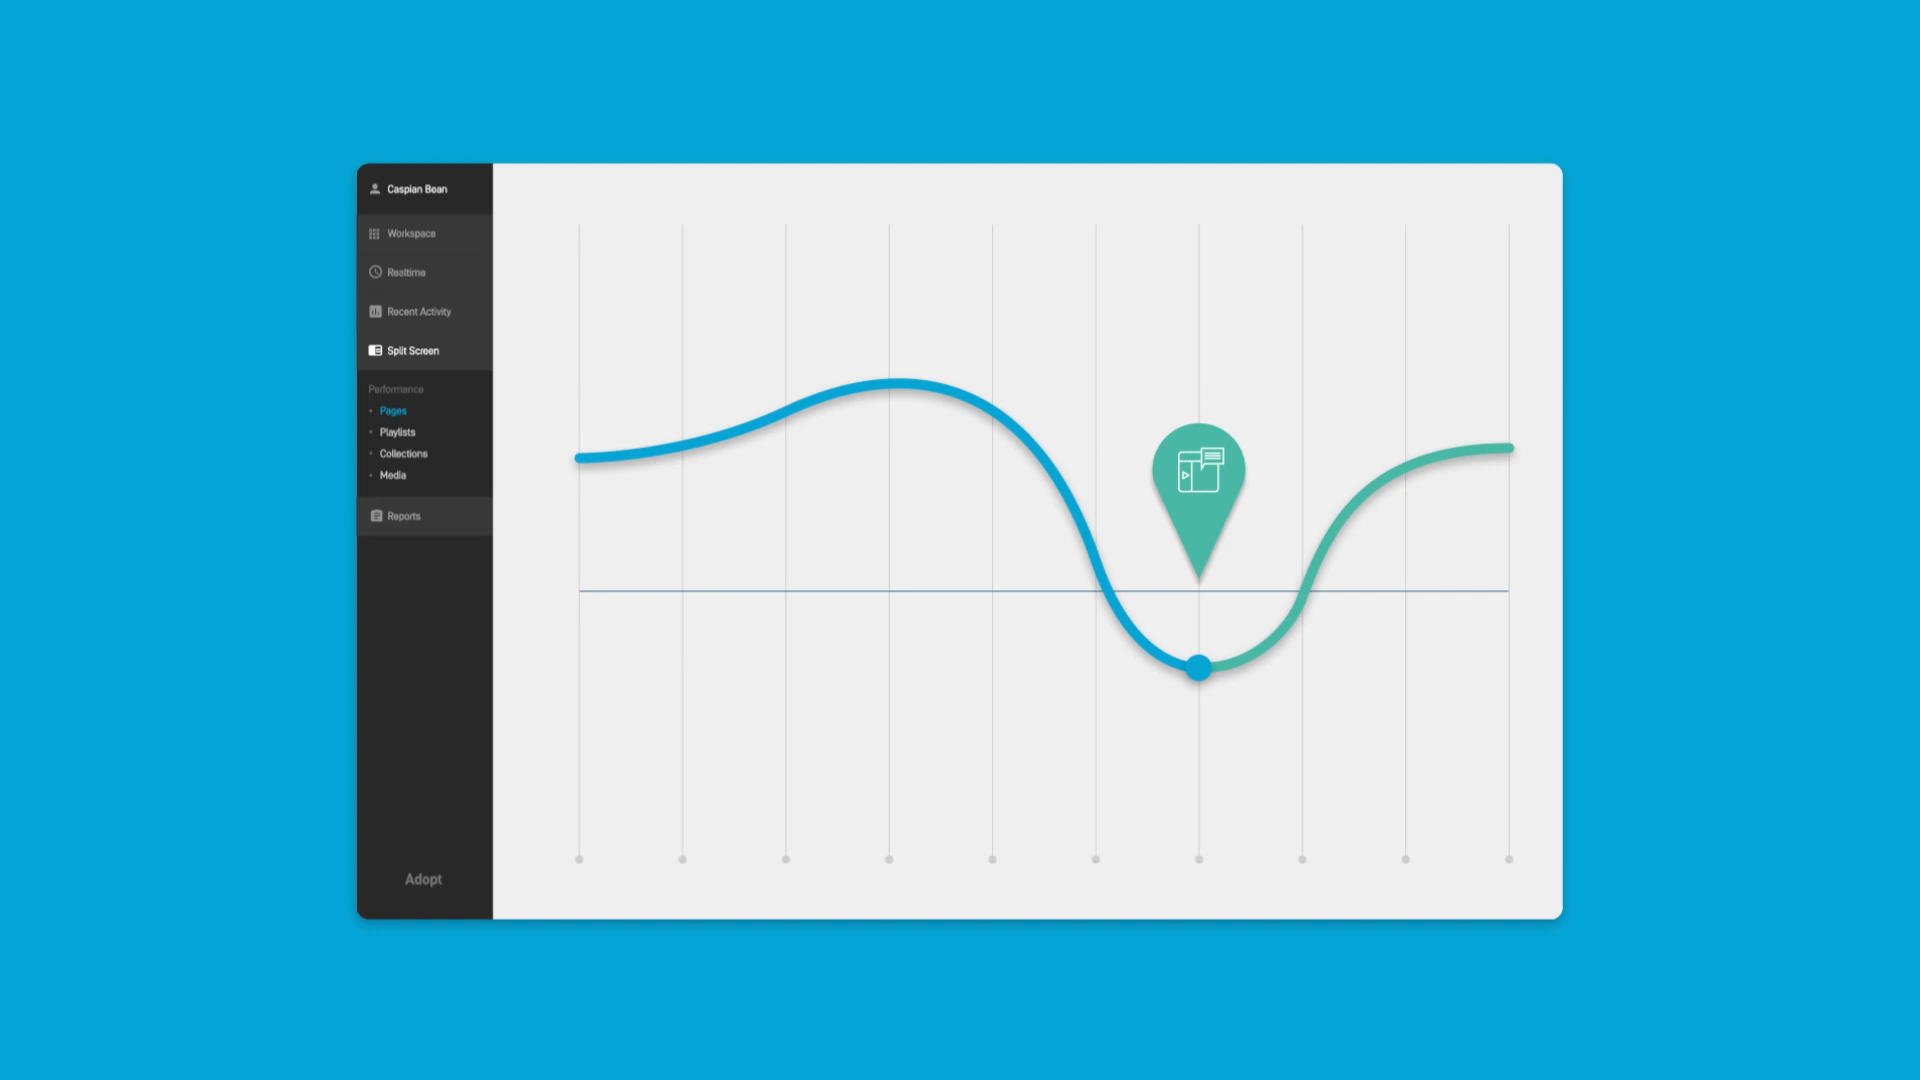 Caspian Bean
Workspace
Realtime
Recent Activity
Split Screen
Performance
Pages
Playlists
Collections
Media
Reports
Adopt